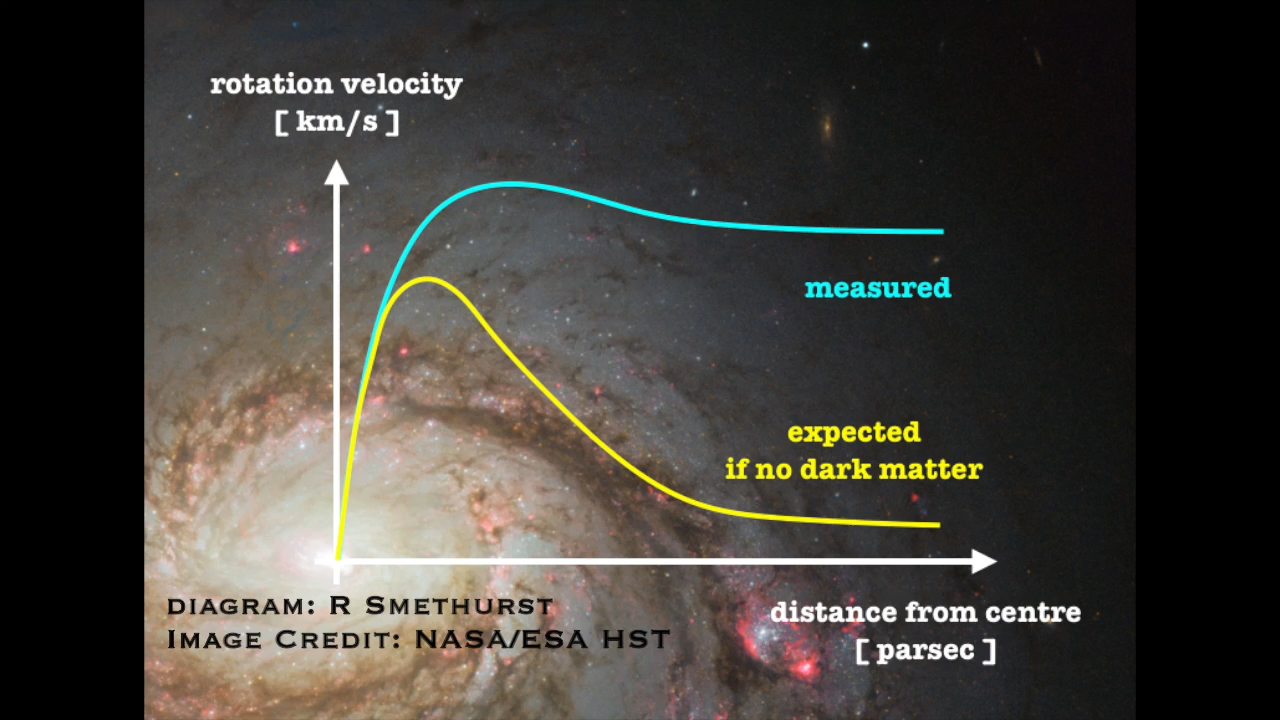 rotation velocity
[ km/s ]
measured
expected
if no dark matter
distance from centre
[ parsec ]
DIAGRAM: R SMETHURST
IMAGE CREDIT: NASA/ESA HST